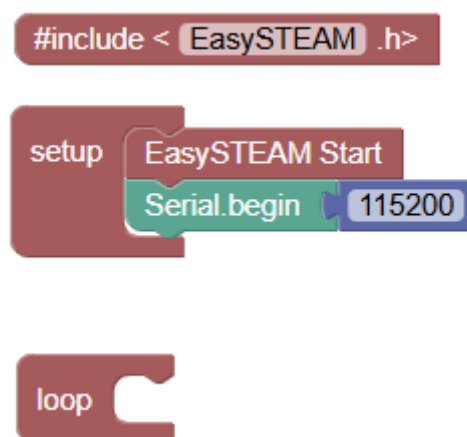 #include < EasySTEAM .h>
setup
EasySTEAM Start
Serial.begin 115200
loop